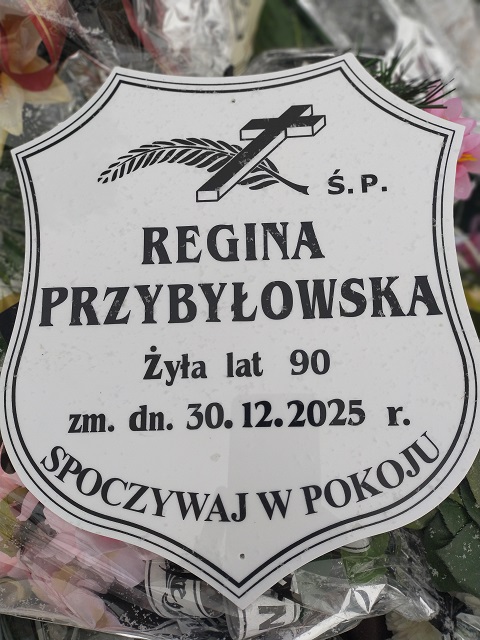 Ś.P.
REGINA
PRZYBYŁOWSKA
Żyła lat 90
zm. dn. 30.12.2025 r.
SPOCZYWAJ W POKOJU